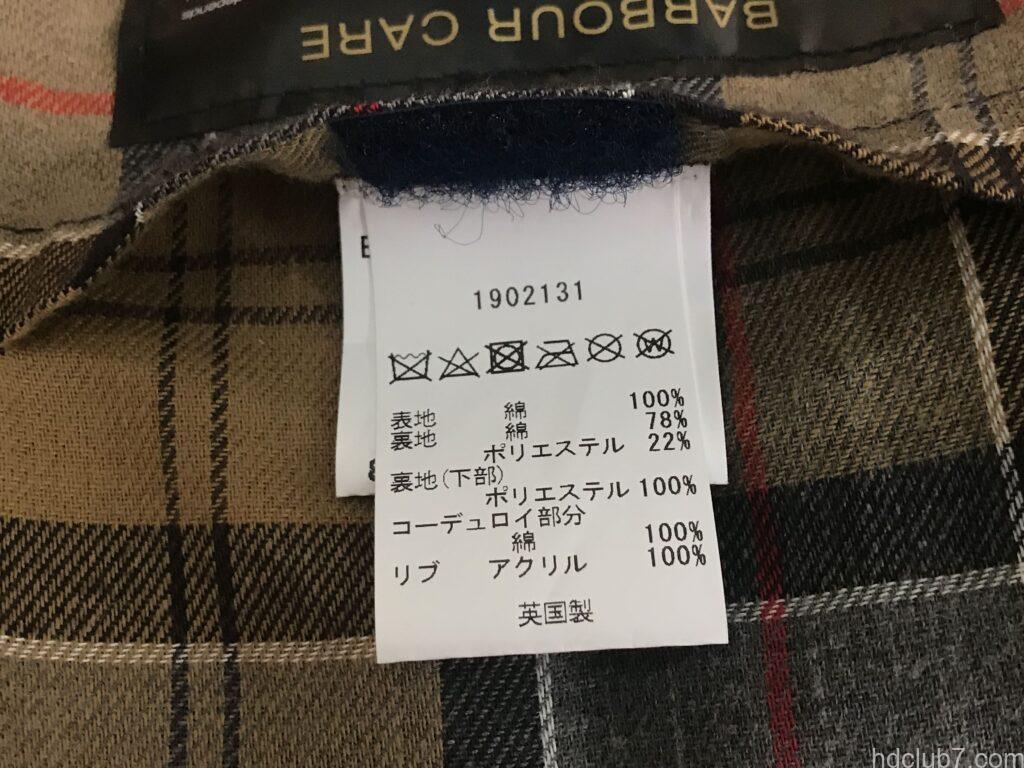 BARBOUR CARE
1902131
表地 綿 100%
裏地 綿 78%
ポリエステル 22%
裏地(下部)
ポリエステル 100%
コーデュロイ部分
綿 100%
リブ アクリル 100%
英国製
hdclub7.com